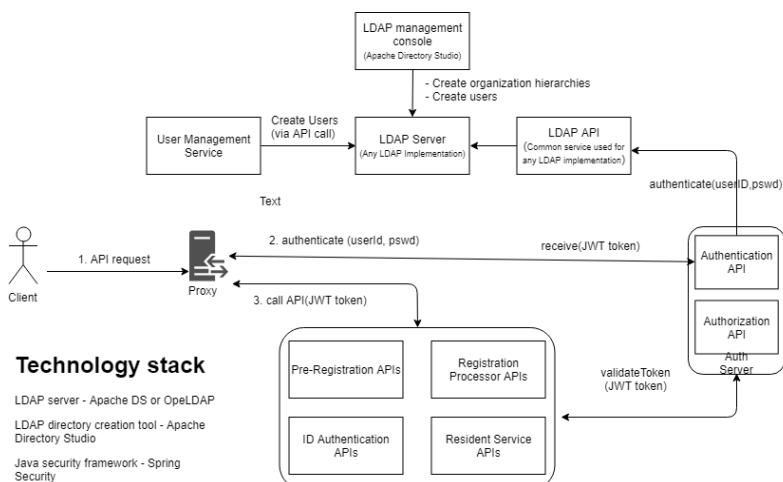 LDAP management
console
(Apache Directory Studio)
- Create organization hierarchies
- Create users
User Management
Service
Create Users
(via API call)
LDAP Server
(Any LDAP Implementation)
LDAP API
(Common service used for
any LDAP implementation)
authenticate(userID,pswd)
Text
Client
1. API request
Proxy
2. authenticate (userId, pswd)
receive(JWT token)
Authentication
API
Authorization
API
Auth Server
3. call API(JWT token)
Pre-Registration APIs
Registration
Processor APIs
ID Authentication
APIs
Resident Service
APIs
validateToken
(JWT token)
Technology stack
LDAP server - Apache DS or OpeLDAP
LDAP directory creation tool - Apache
Directory Studio
Java security framework - Spring
Security